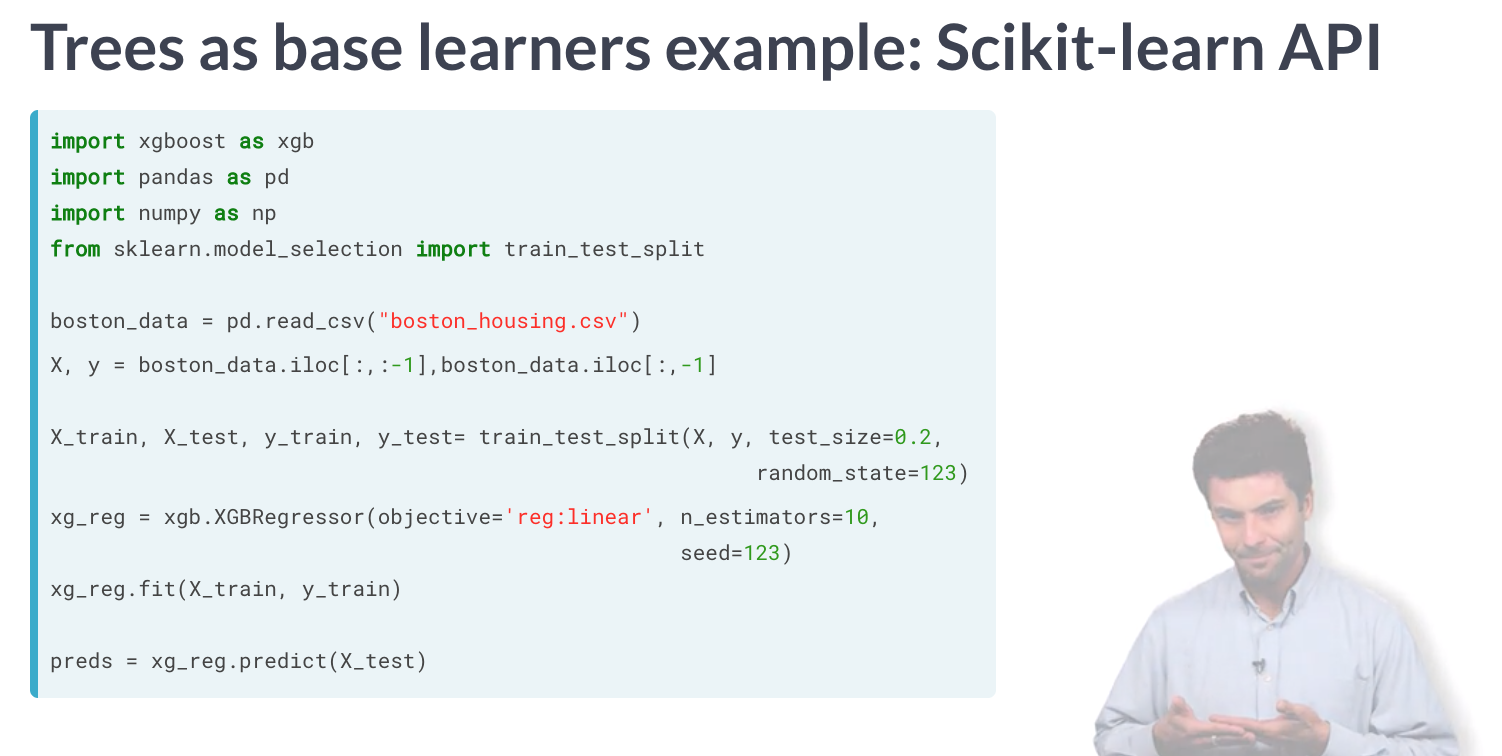 Trees as base learners example: Scikit-learn API
import xgboost as xgb
import pandas as pd
import numpy as np
from sklearn.model_selection import train_test_split
boston_data = pd.read_csv("boston_housing.csv")
X, y = boston_data.iloc[:,:-1],boston_data.iloc[:,-1]
X_train, X_test, y_train, y_test= train_test_split(X, y, test_size=0.2,
random_state=123)
xg_reg = xgb.XGBRegressor(objective='reg:linear', n_estimators=10,
seed=123)
xg_reg.fit(X_train, y_train)
preds = xg_reg.predict(X_test)